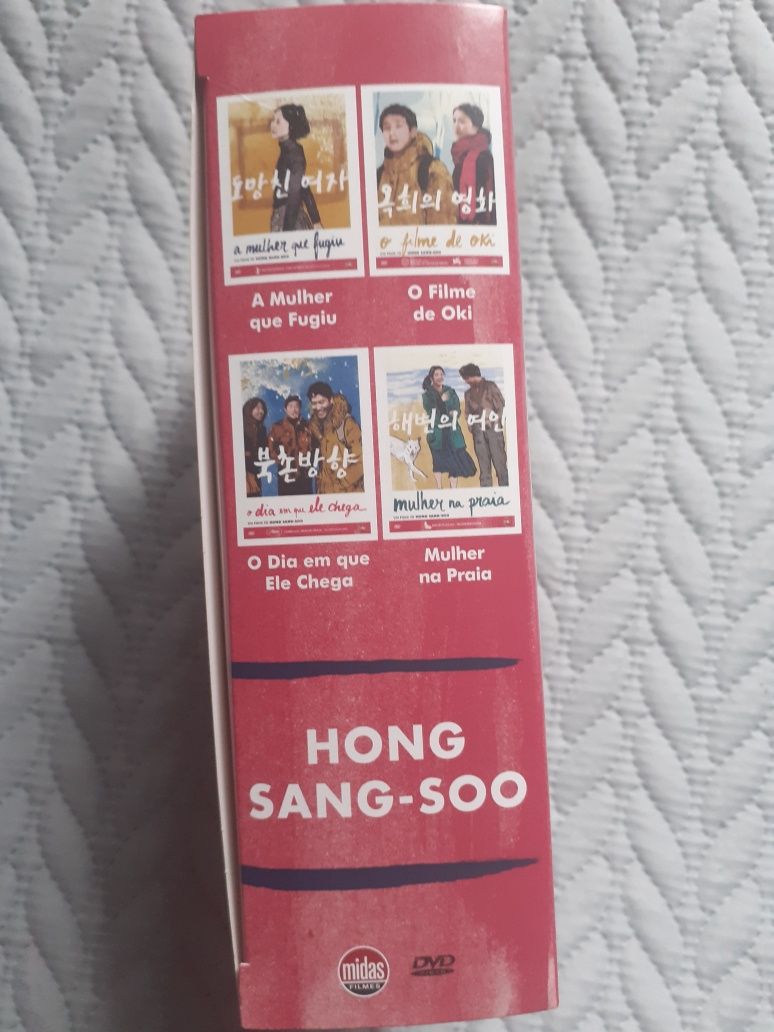 도망친 여자
a mulher que fugiu
A Mulher
que Fugiu
옥희의 영화
o filme de oki
O Filme
de Oki
북촌방향
o dia em que ele chega
O Dia em que
Ele Chega
해변의 여인
mulher na praia
Mulher
na Praia
HONG
SANG-SOO
midas
FILMES
DVD
VIDEO